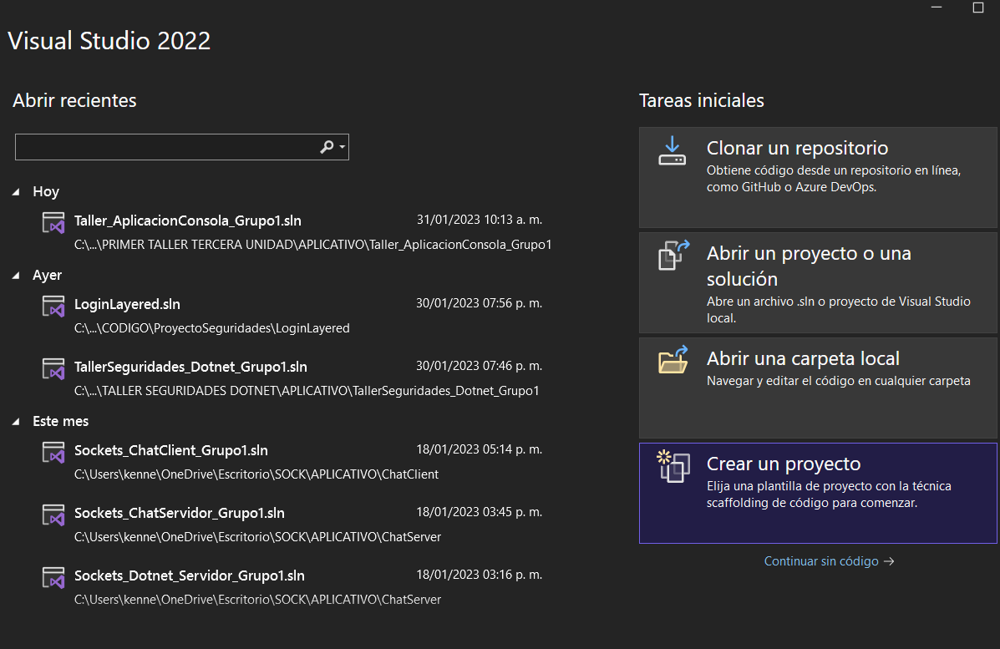 Visual Studio 2022
Abrir recientes
Hoy
Taller_AplicacionConsola_Grupo1.sln 31/01/2023 10:13 a. m.
C:\...\PRIMER TALLER TERCERA UNIDAD\APLICATIVO\Taller_AplicacionConsola_Grupo1
Ayer
LoginLayered.sln 30/01/2023 07:56 p. m.
C:\...\CODIGO\ProyectoSeguridades\LoginLayered
TallerSeguridades_Dotnet_Grupo1.sln 30/01/2023 07:46 p. m.
C:\...\TALLER SEGURIDADES DOTNET\APLICATIVO\TallerSeguridades_Dotnet_Grupo1
Este mes
Sockets_ChatClient_Grupo1.sln 18/01/2023 05:14 p. m.
C:\Users\kenne\OneDrive\Escritorio\SOCK\APLICATIVO\ChatClient
Sockets_ChatServidor_Grupo1.sln 18/01/2023 03:45 p. m.
C:\Users\kenne\OneDrive\Escritorio\SOCK\APLICATIVO\ChatServer
Sockets_Dotnet_Servidor_Grupo1.sln 18/01/2023 03:16 p. m.
C:\Users\kenne\OneDrive\Escritorio\SOCK\APLICATIVO\ChatServer
Tareas iniciales
Clonar un repositorio
Obtiene código desde un repositorio en línea,
como GitHub o Azure DevOps.
Abrir un proyecto o una
solución
Abre un archivo .sln o proyecto de Visual Studio
local.
Abrir una carpeta local
Navegar y editar el código en cualquier carpeta
Crear un proyecto
Elija una plantilla de proyecto con la técnica
scaffolding de código para comenzar.
Continuar sin código →